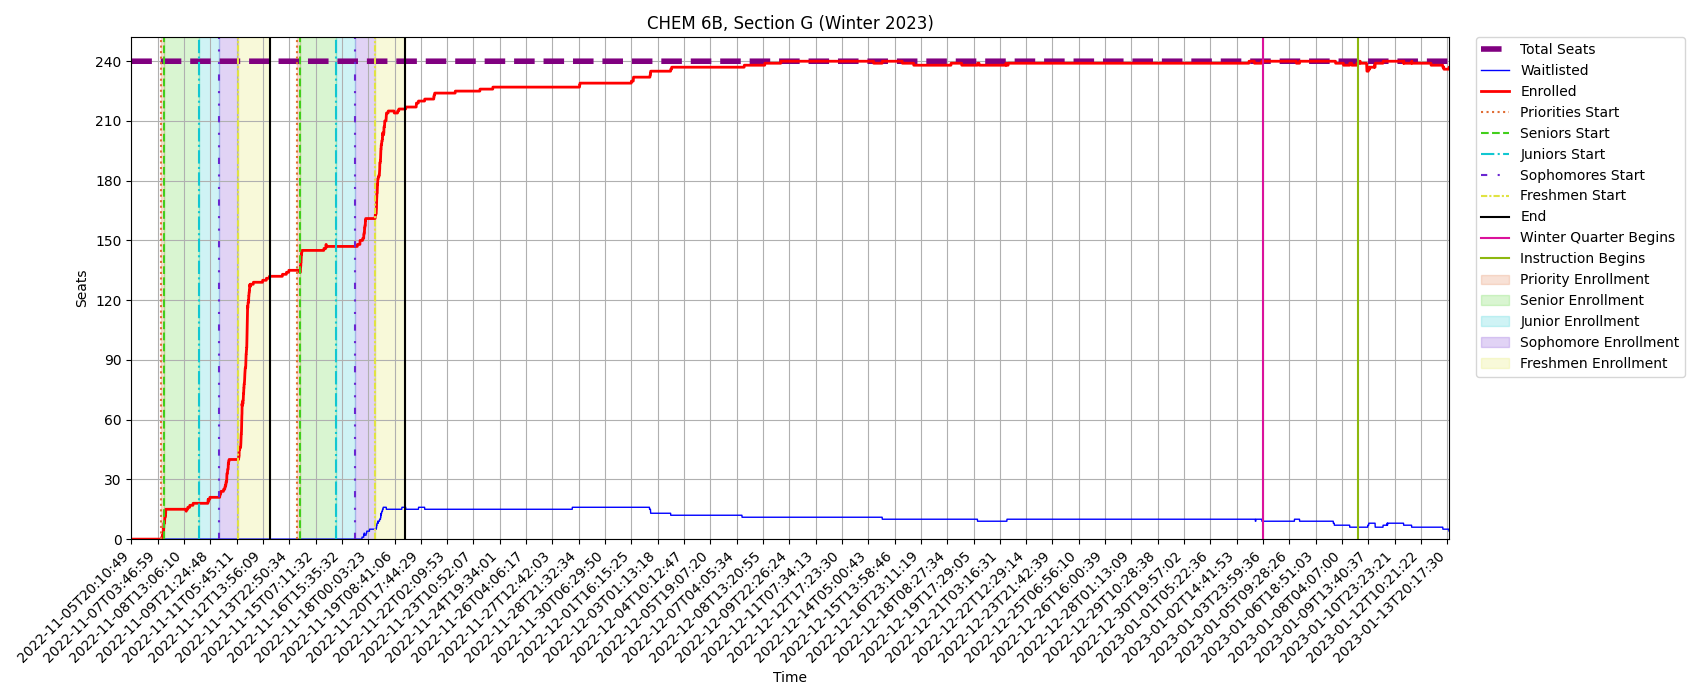 CHEM 6B, Section G (Winter 2023)
Seats
240
210
180
150
120
90
60
30
0
2022-11-05T20:10:49
2022-11-07T03:46:59
2022-11-08T13:06:10
2022-11-09T21:24:48
2022-11-11T05:45:11
2022-11-12T13:56:09
2022-11-13T22:50:34
2022-11-15T07:11:32
2022-11-16T15:35:32
2022-11-18T00:03:23
2022-11-19T08:41:06
2022-11-20T17:44:29
2022-11-22T02:09:53
2022-11-23T10:52:07
2022-11-24T19:34:01
2022-11-26T04:06:17
2022-11-27T12:42:03
2022-11-28T21:32:34
2022-11-30T06:29:50
2022-12-01T16:15:25
2022-12-03T01:13:18
2022-12-04T10:12:47
2022-12-05T19:07:20
2022-12-07T04:05:34
2022-12-08T13:20:55
2022-12-09T22:26:24
2022-12-11T07:34:13
2022-12-12T17:23:30
2022-12-14T05:00:43
2022-12-15T13:58:46
2022-12-16T23:11:19
2022-12-18T08:27:34
2022-12-19T17:29:05
2022-12-21T03:16:31
2022-12-22T12:29:14
2022-12-23T21:42:39
2022-12-25T06:56:10
2022-12-26T16:00:39
2022-12-28T01:13:09
2022-12-29T10:28:38
2022-12-30T19:57:02
2023-01-01T05:22:36
2023-01-02T14:41:53
2023-01-03T23:59:36
2023-01-05T09:28:26
2023-01-06T18:51:03
2023-01-08T04:07:00
2023-01-09T13:40:37
2023-01-10T23:23:21
2023-01-12T10:21:22
2023-01-13T20:17:30
Time
Total Seats
Waitlisted
Enrolled
Priorities Start
Seniors Start
Juniors Start
Sophomores Start
Freshmen Start
End
Winter Quarter Begins
Instruction Begins
Priority Enrollment
Senior Enrollment
Junior Enrollment
Sophomore Enrollment
Freshmen Enrollment